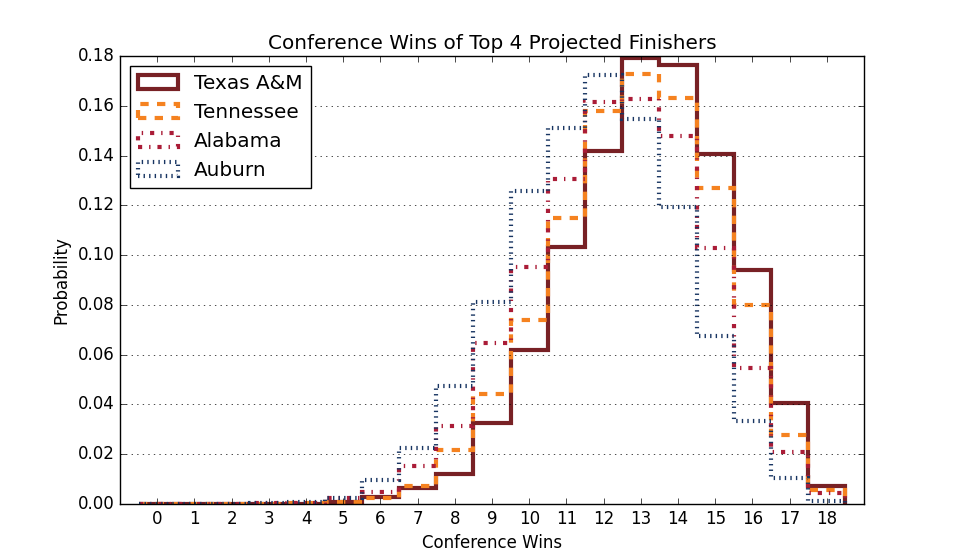 Conference Wins of Top 4 Projected Finishers
0.18
0.16
0.14
0.12
0.10
0.08
0.06
0.04
0.02
0.00
Probability
Texas A&M
Tennessee
Alabama
Auburn
0 1 2 3 4 5 6 7 8 9 10 11 12 13 14 15 16 17 18
Conference Wins